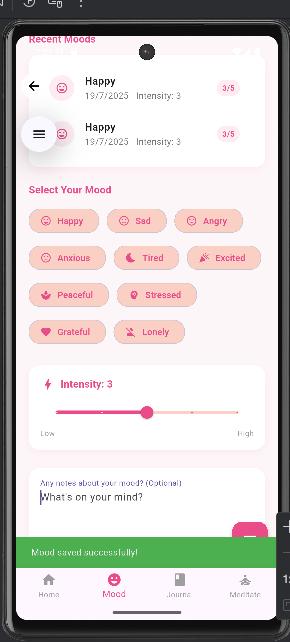 Recent Moods
Happy
19/7/2025 Intensity: 3
3/5
Happy
19/7/2025 Intensity: 3
3/5
Select Your Mood
Happy Sad Angry
Anxious Tired Excited
Peaceful Stressed
Grateful Lonely
Intensity: 3
Low High
Any notes about your mood? (Optional)
What's on your mind?
Mood saved successfully!
Home Mood Journal Meditate